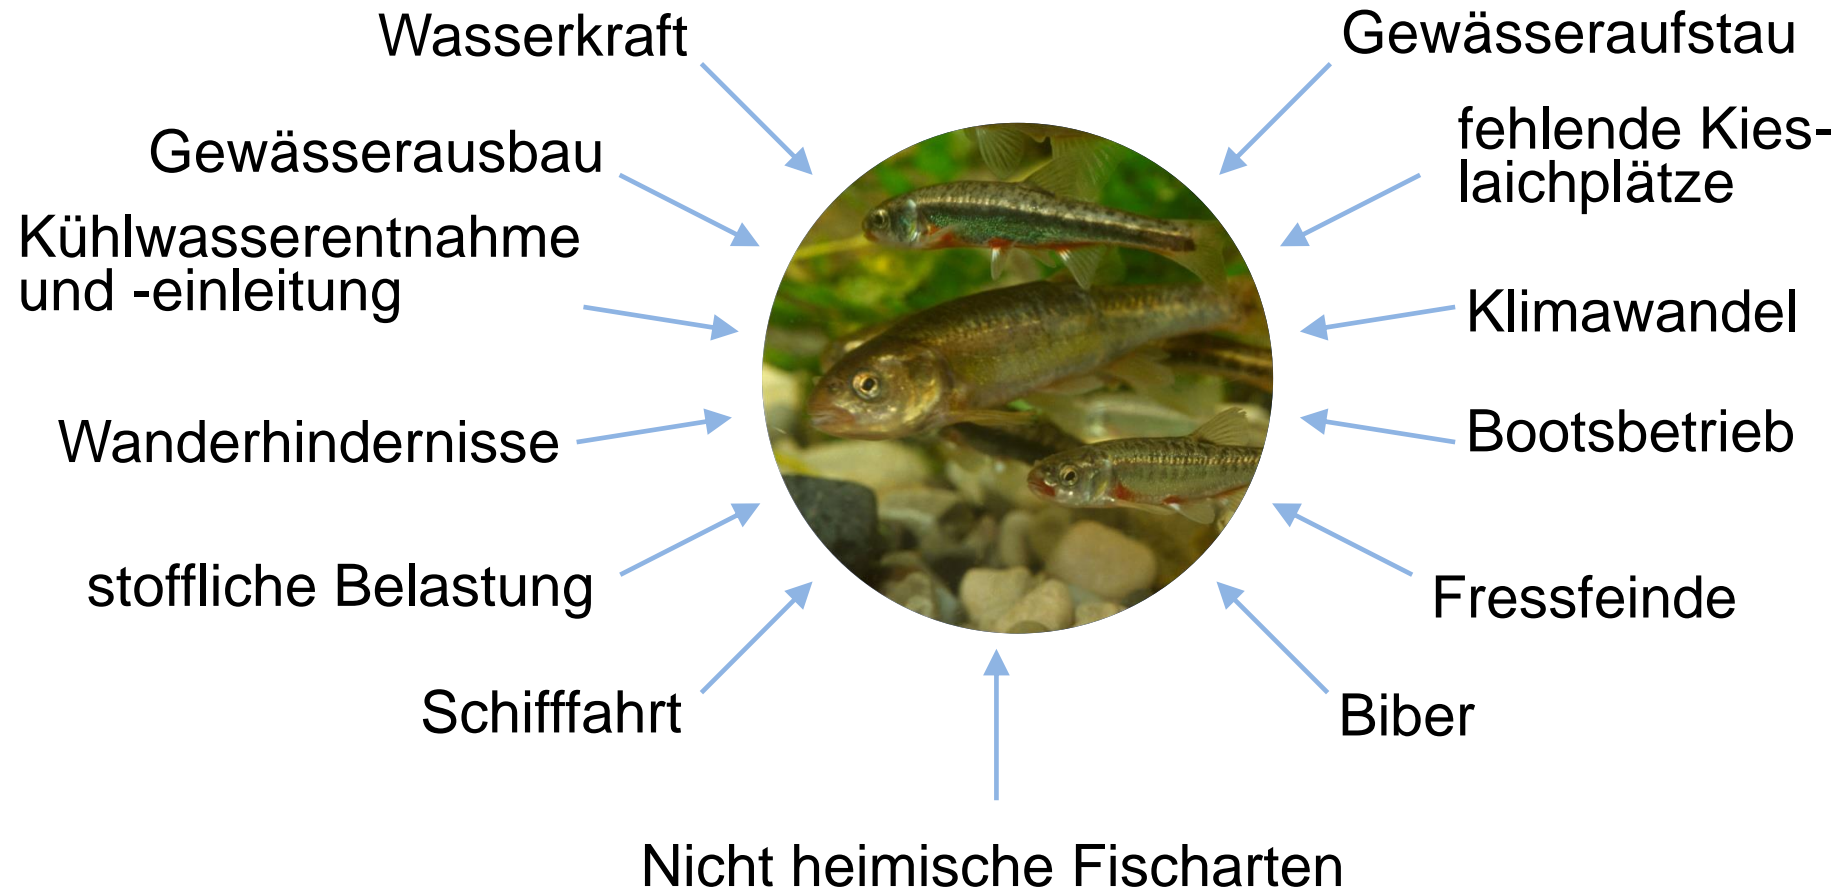 Wasserkraft
Gewässerausbau
Kühlwasserentnahme
und -einleitung
Wanderhindernisse
stoffliche Belastung
Schifffahrt
Nicht heimische Fischarten
Gewässeraufstau
fehlende Kies-
laichplätze
Klimawandel
Bootsbetrieb
Fressfeinde
Biber